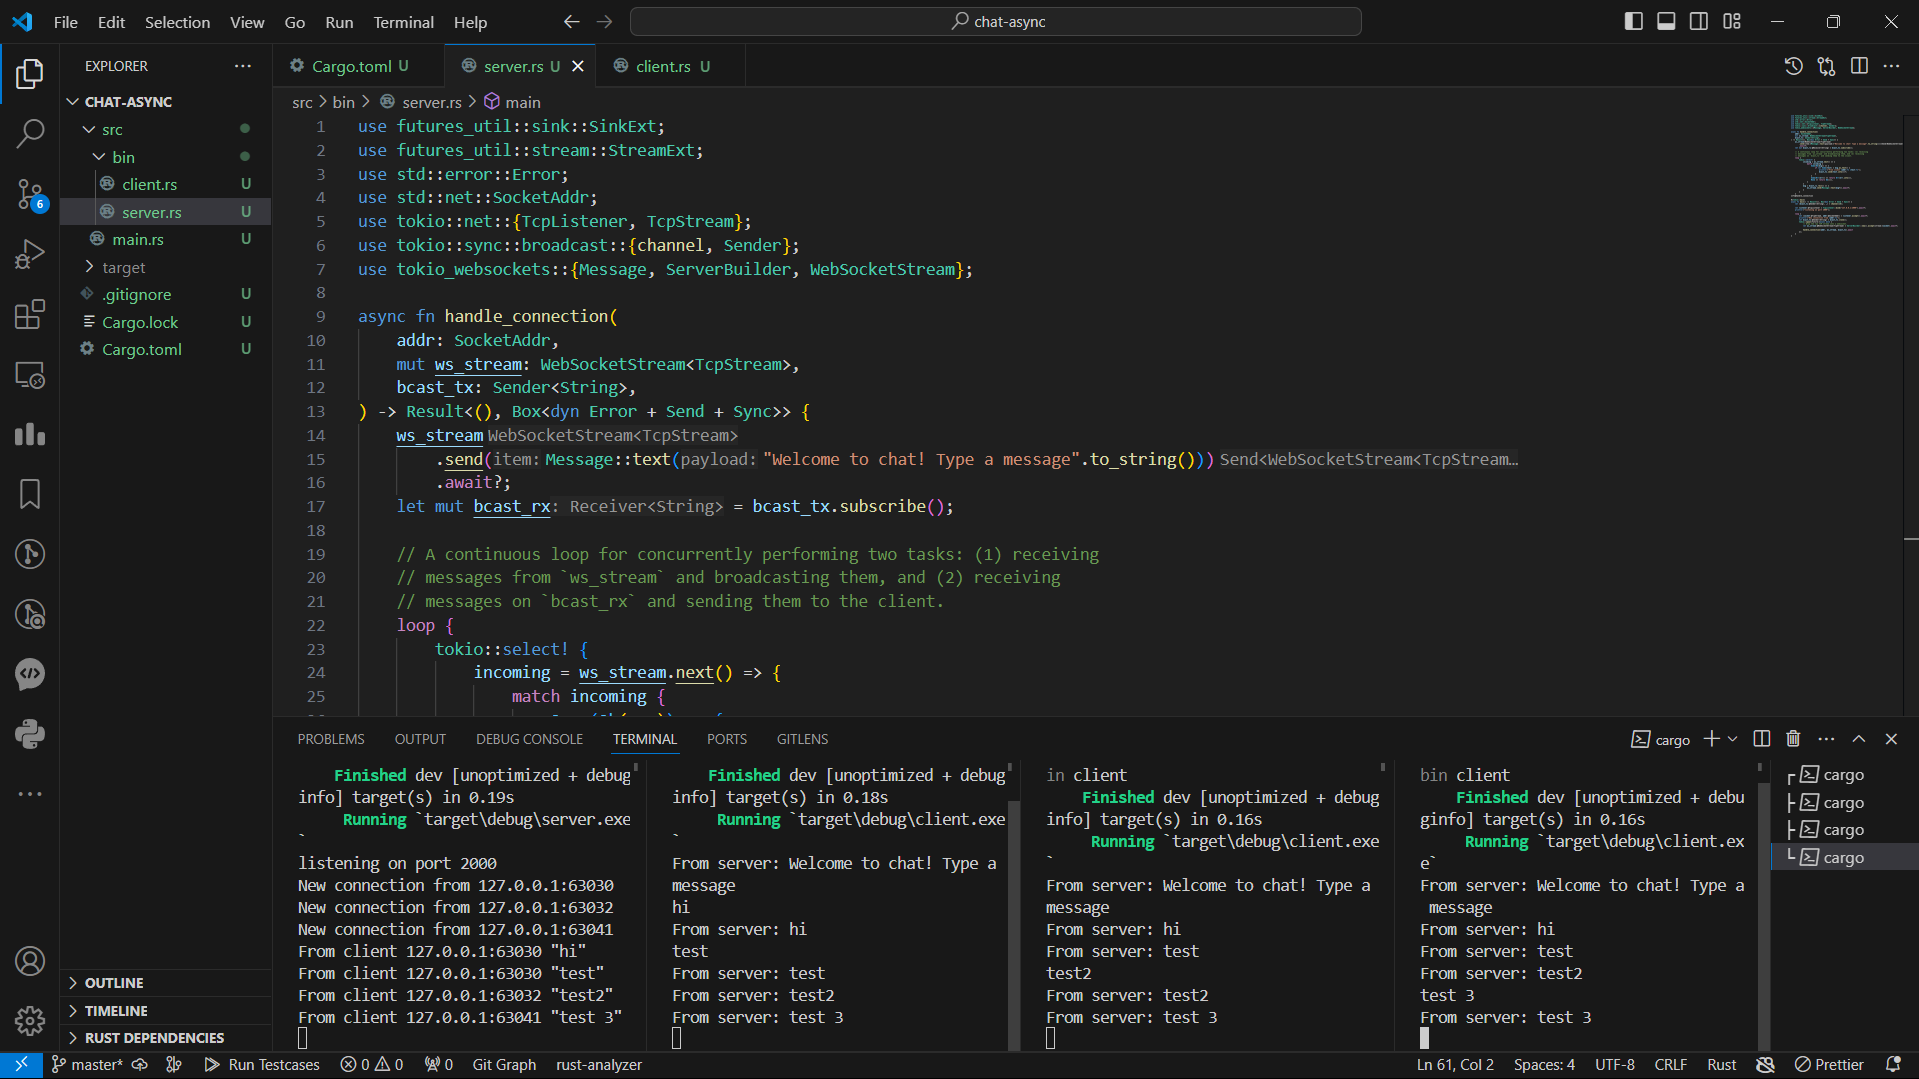 File Edit Selection View Go Run Terminal Help
chat-async
EXPLORER
CHAT-ASYNC
src
bin
client.rs U
server.rs U
main.rs U
target
.gitignore U
Cargo.lock U
Cargo.toml U
OUTLINE
TIMELINE
RUST DEPENDENCIES
6
Cargo.toml U
server.rs U
client.rs U
src > bin > server.rs > main
1 use futures_util::sink::SinkExt;
2 use futures_util::stream::StreamExt;
3 use std::error::Error;
4 use std::net::SocketAddr;
5 use tokio::net::{TcpListener, TcpStream};
6 use tokio::sync::broadcast::{channel, Sender};
7 use tokio_websockets::{Message, ServerBuilder, WebSocketStream};
8
9 async fn handle_connection(
10 addr: SocketAddr,
11 mut ws_stream: WebSocketStream<TcpStream>,
12 bcast_tx: Sender<String>,
13 ) -> Result<(), Box<dyn Error + Send + Sync>> {
14 ws_stream WebSocketStream<TcpStream>
15 .send(item: Message::text(payload: "Welcome to chat! Type a message".to_string())) Send<WebSocketStream<TcpStream…
16 .await?;
17 let mut bcast_rx: Receiver<String> = bcast_tx.subscribe();
18
19 // A continuous loop for concurrently performing two tasks: (1) receiving
20 // messages from `ws_stream` and broadcasting them, and (2) receiving
21 // messages on `bcast_rx` and sending them to the client.
22 loop {
23 tokio::select! {
24 incoming = ws_stream.next() => {
25 match incoming {
PROBLEMS OUTPUT DEBUG CONSOLE TERMINAL PORTS GITLENS
cargo
Finished dev [unoptimized + debug
info] target(s) in 0.19s
Running `target\debug\server.exe
`
listening on port 2000
New connection from 127.0.0.1:63030
New connection from 127.0.0.1:63032
New connection from 127.0.0.1:63041
From client 127.0.0.1:63030 "hi"
From client 127.0.0.1:63030 "test"
From client 127.0.0.1:63032 "test2"
From client 127.0.0.1:63041 "test 3"
Finished dev [unoptimized + debug
info] target(s) in 0.18s
Running `target\debug\client.exe
`
From server: Welcome to chat! Type a
message
hi
From server: hi
test
From server: test
From server: test2
From server: test 3
in client
Finished dev [unoptimized + debug
info] target(s) in 0.16s
Running `target\debug\client.exe
`
From server: Welcome to chat! Type a
message
From server: hi
From server: test
test2
From server: test2
From server: test 3
bin client
Finished dev [unoptimized + debu
ginfo] target(s) in 0.16s
Running `target\debug\client.ex
e`
From server: Welcome to chat! Type a
message
From server: hi
From server: test
From server: test2
test 3
From server: test 3
cargo
cargo
cargo
cargo
master* Run Testcases 0 0 0 Git Graph rust-analyzer
Ln 61, Col 2 Spaces: 4 UTF-8 CRLF Rust Prettier